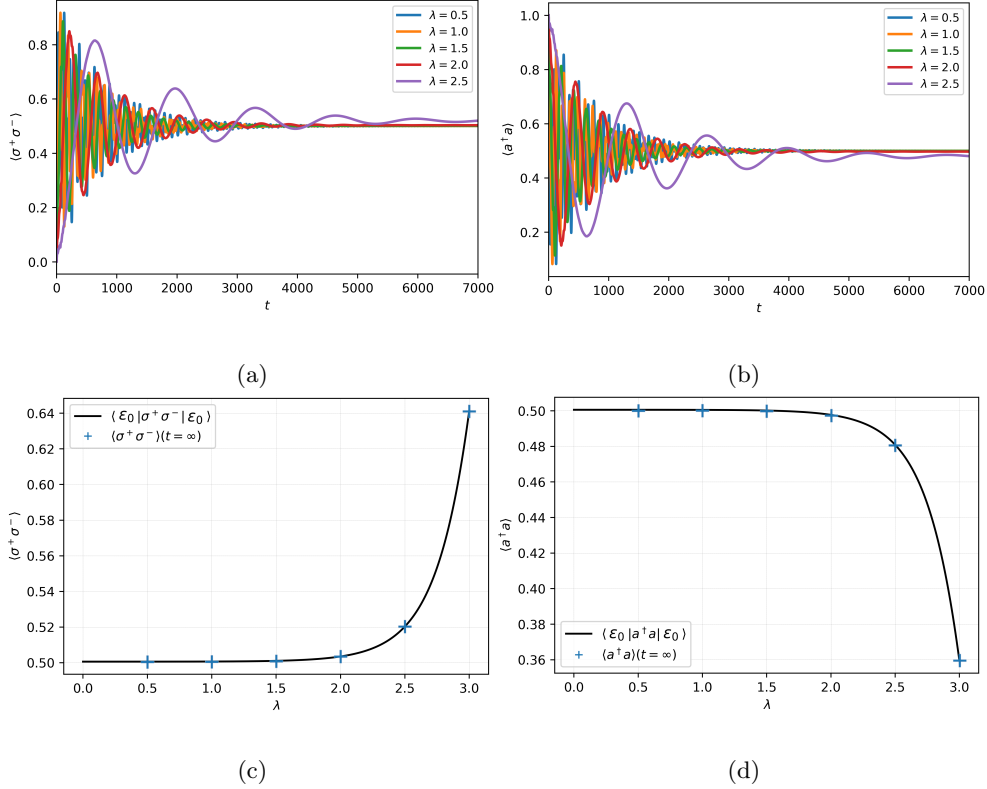 λ = 0.5
λ = 1.0
λ = 1.5
λ = 2.0
λ = 2.5
0.8
0.6
0.4
0.2
0.0
⟨σ⁺σ⁻⟩
0 1000 2000 3000 4000 5000 6000 7000
t
(a)
λ = 0.5
λ = 1.0
λ = 1.5
λ = 2.0
λ = 2.5
1.0
0.8
0.6
0.4
0.2
⟨a†a⟩
0 1000 2000 3000 4000 5000 6000 7000
t
(b)
⟨ε₀|σ⁺σ⁻|ε₀⟩
⟨σ⁺σ⁻⟩(t = ∞)
0.64
0.62
0.60
0.58
0.56
0.54
0.52
0.50
⟨σ⁺σ⁻⟩
0.0 0.5 1.0 1.5 2.0 2.5 3.0
λ
(c)
0.50
0.48
0.46
0.44
0.42
0.40
0.38
0.36
⟨a†a⟩
⟨ε₀|a†a|ε₀⟩
⟨a†a⟩(t = ∞)
0.0 0.5 1.0 1.5 2.0 2.5 3.0
λ
(d)